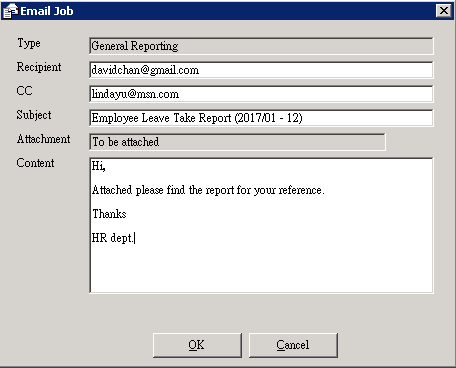 Email Job
Type
General Reporting
Recipient
davidchan@gmail.com
CC
lindayu@msn.com
Subject
Employee Leave Take Report (2017/01 - 12)
Attachment
To be attached
Content
Hi,
Attached please find the report for your reference.
Thanks
HR dept.
OK
Cancel